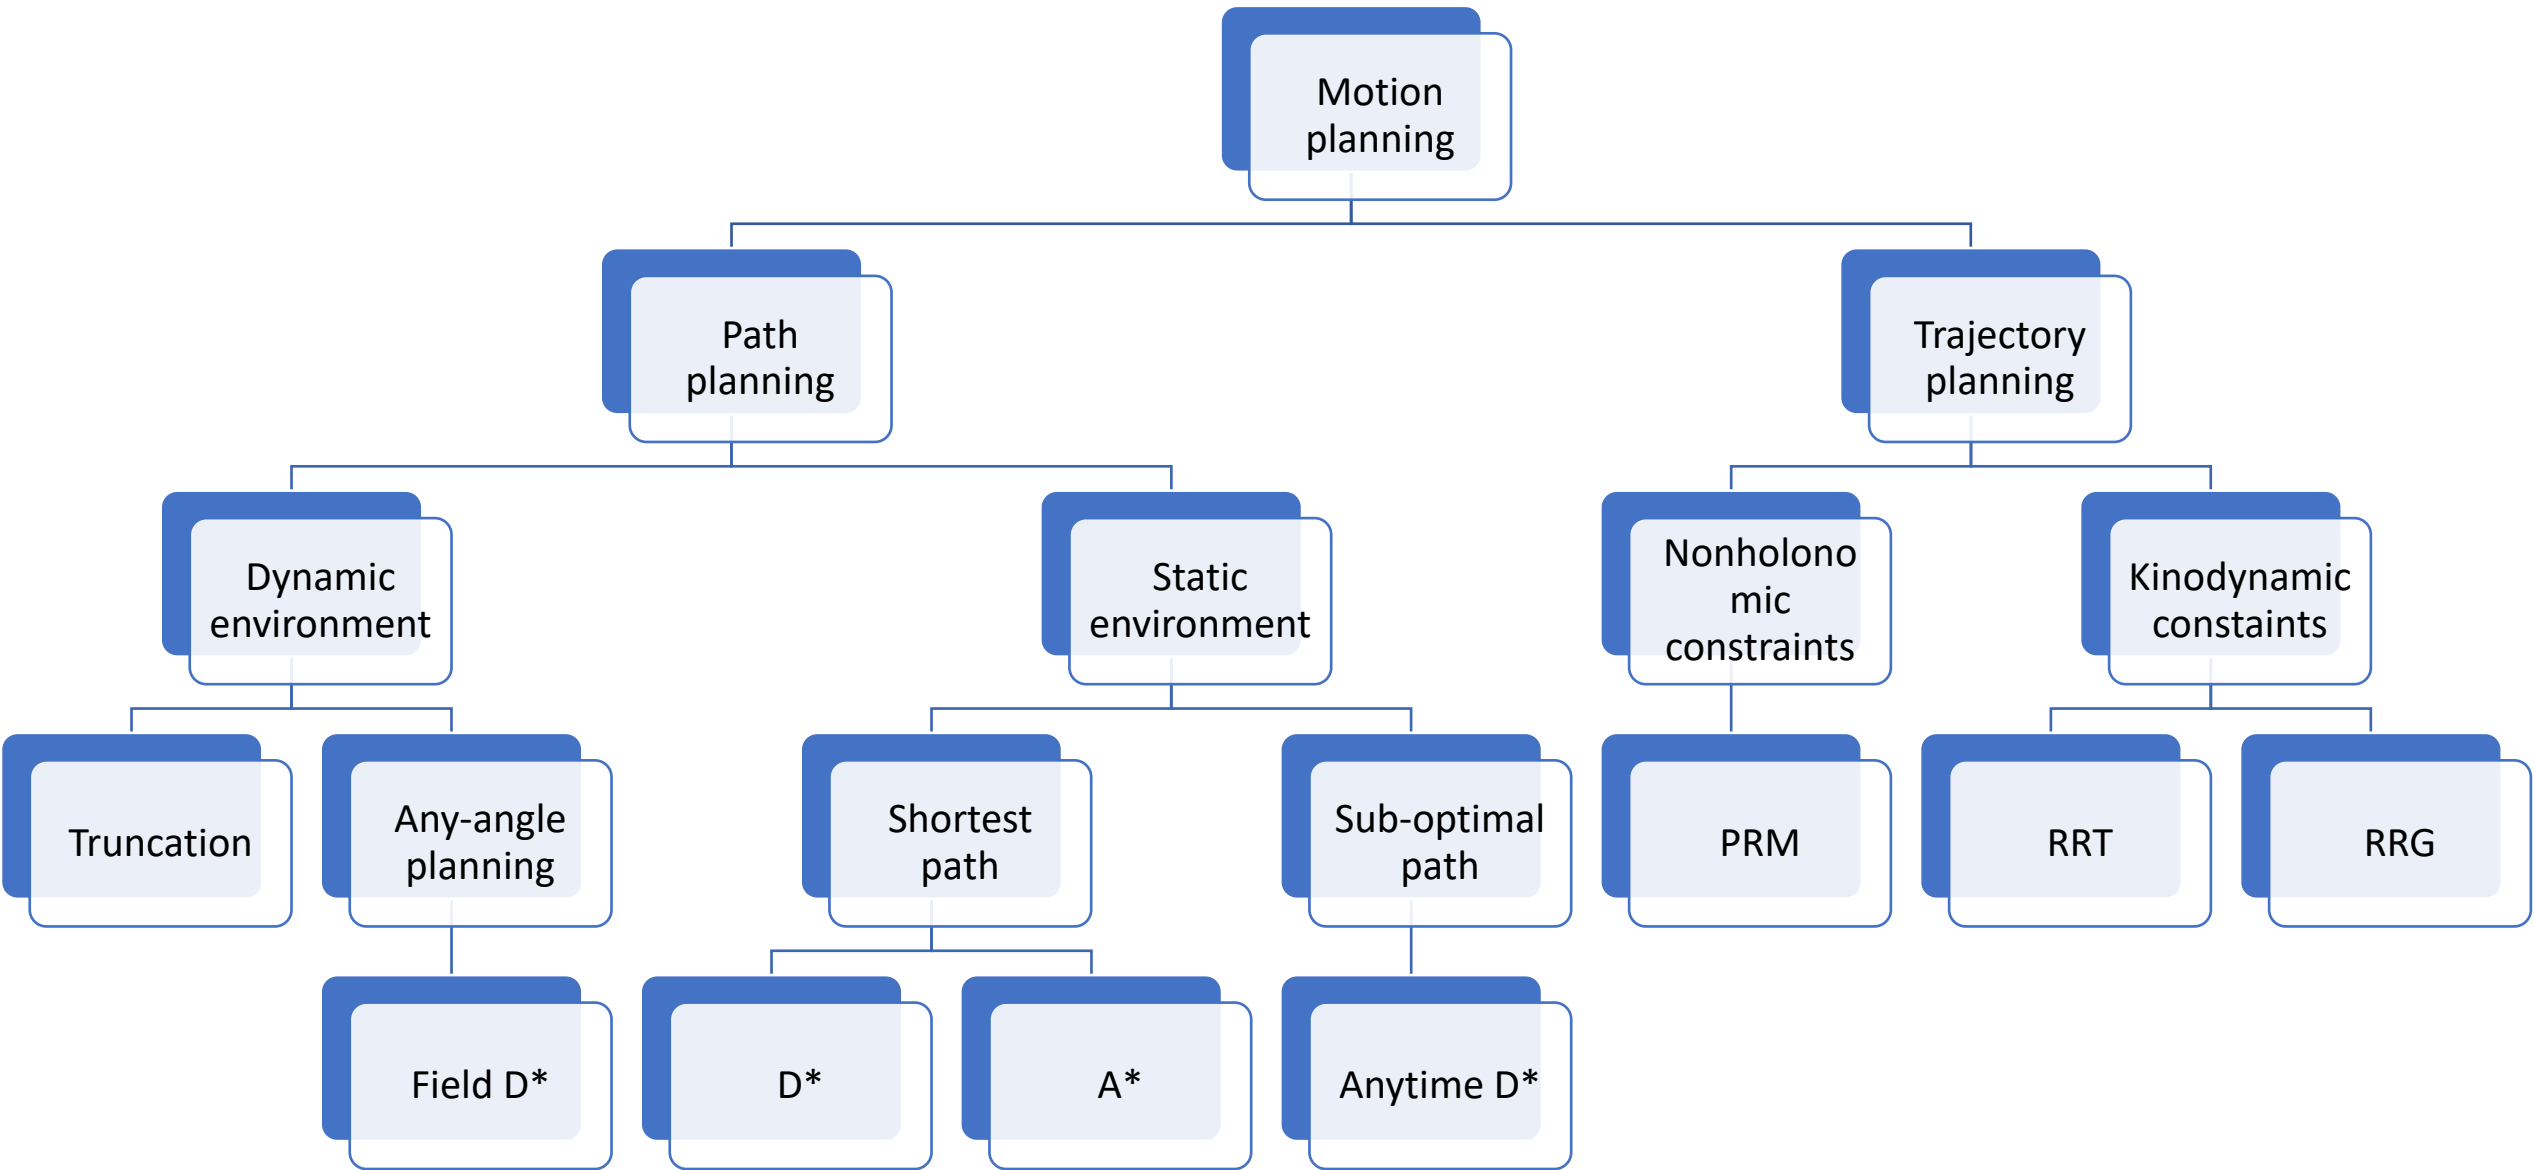 Motion
planning
Path
planning
Trajectory
planning
Dynamic
environment
Static
environment
Nonholono
mic
constraints
Kinodynamic
constaints
Truncation
Any-angle
planning
Shortest
path
Sub-optimal
path
PRM
RRT
RRG
Field D*
D*
A*
Anytime D*